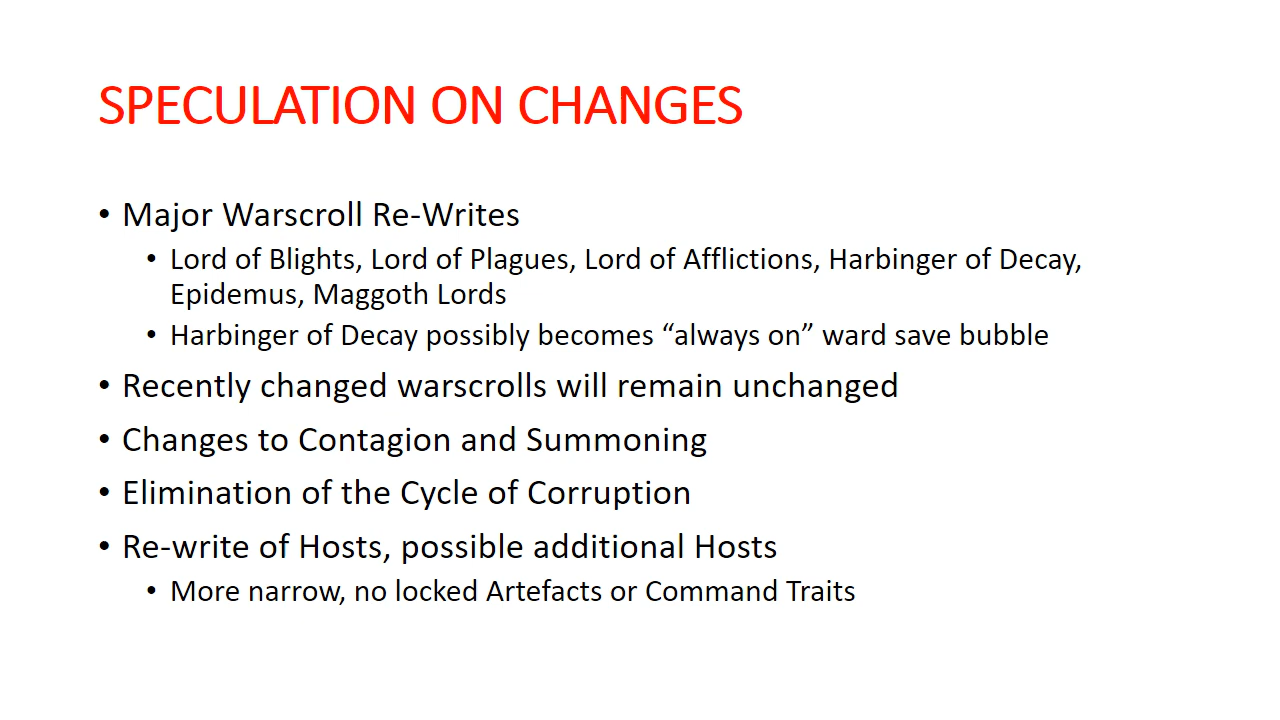 SPECULATION ON CHANGES
• Major Warscroll Re-Writes
• Lord of Blights, Lord of Plagues, Lord of Afflictions, Harbinger of Decay,
Epidemus, Maggoth Lords
• Harbinger of Decay possibly becomes “always on” ward save bubble
• Recently changed warscrolls will remain unchanged
• Changes to Contagion and Summoning
• Elimination of the Cycle of Corruption
• Re-write of Hosts, possible additional Hosts
• More narrow, no locked Artefacts or Command Traits